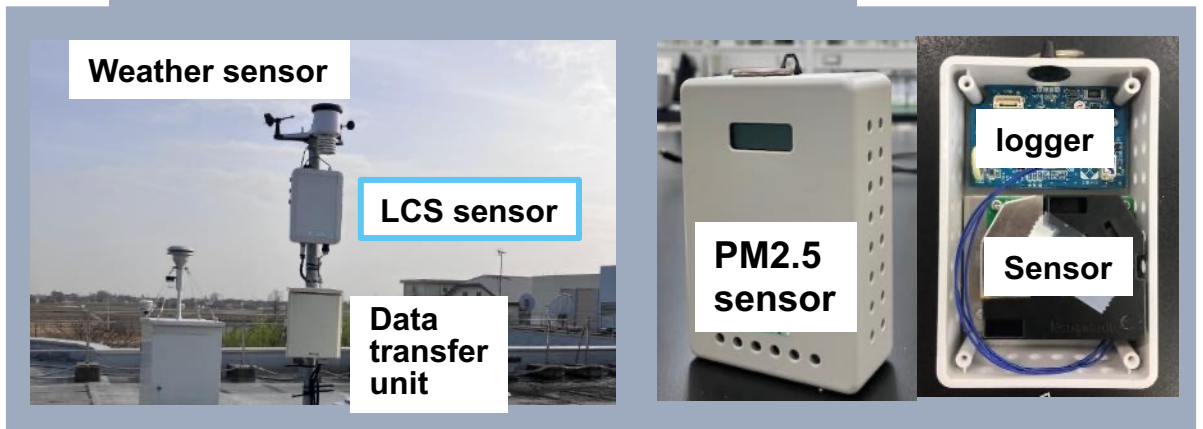 Weather sensor
LCS sensor
Data
transfer
unit
PM2.5
sensor
logger
Sensor